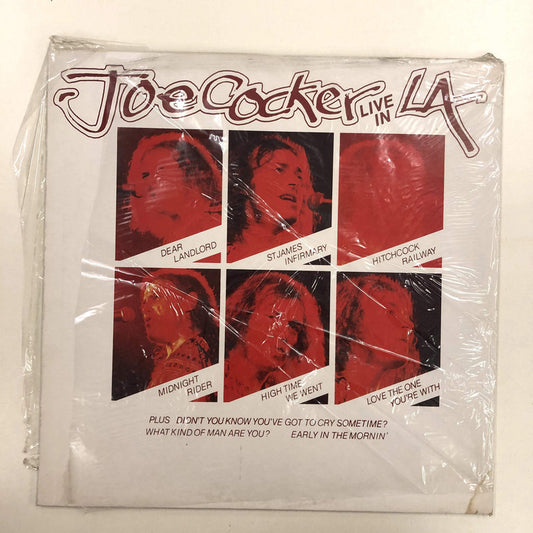 Joe Cocker LIVE IN LA
DEAR
LANDLORD
ST.JAMES
INFIRMARY
HITCHCOCK
RAILWAY
MIDNIGHT
RIDER
HIGH TIME
WE WENT
LOVE THE ONE
YOU'RE WITH
PLUS DIDN'T YOU KNOW YOU'VE GOT TO CRY SOMETIME?
WHAT KIND OF MAN ARE YOU? EARLY IN THE MORNIN'